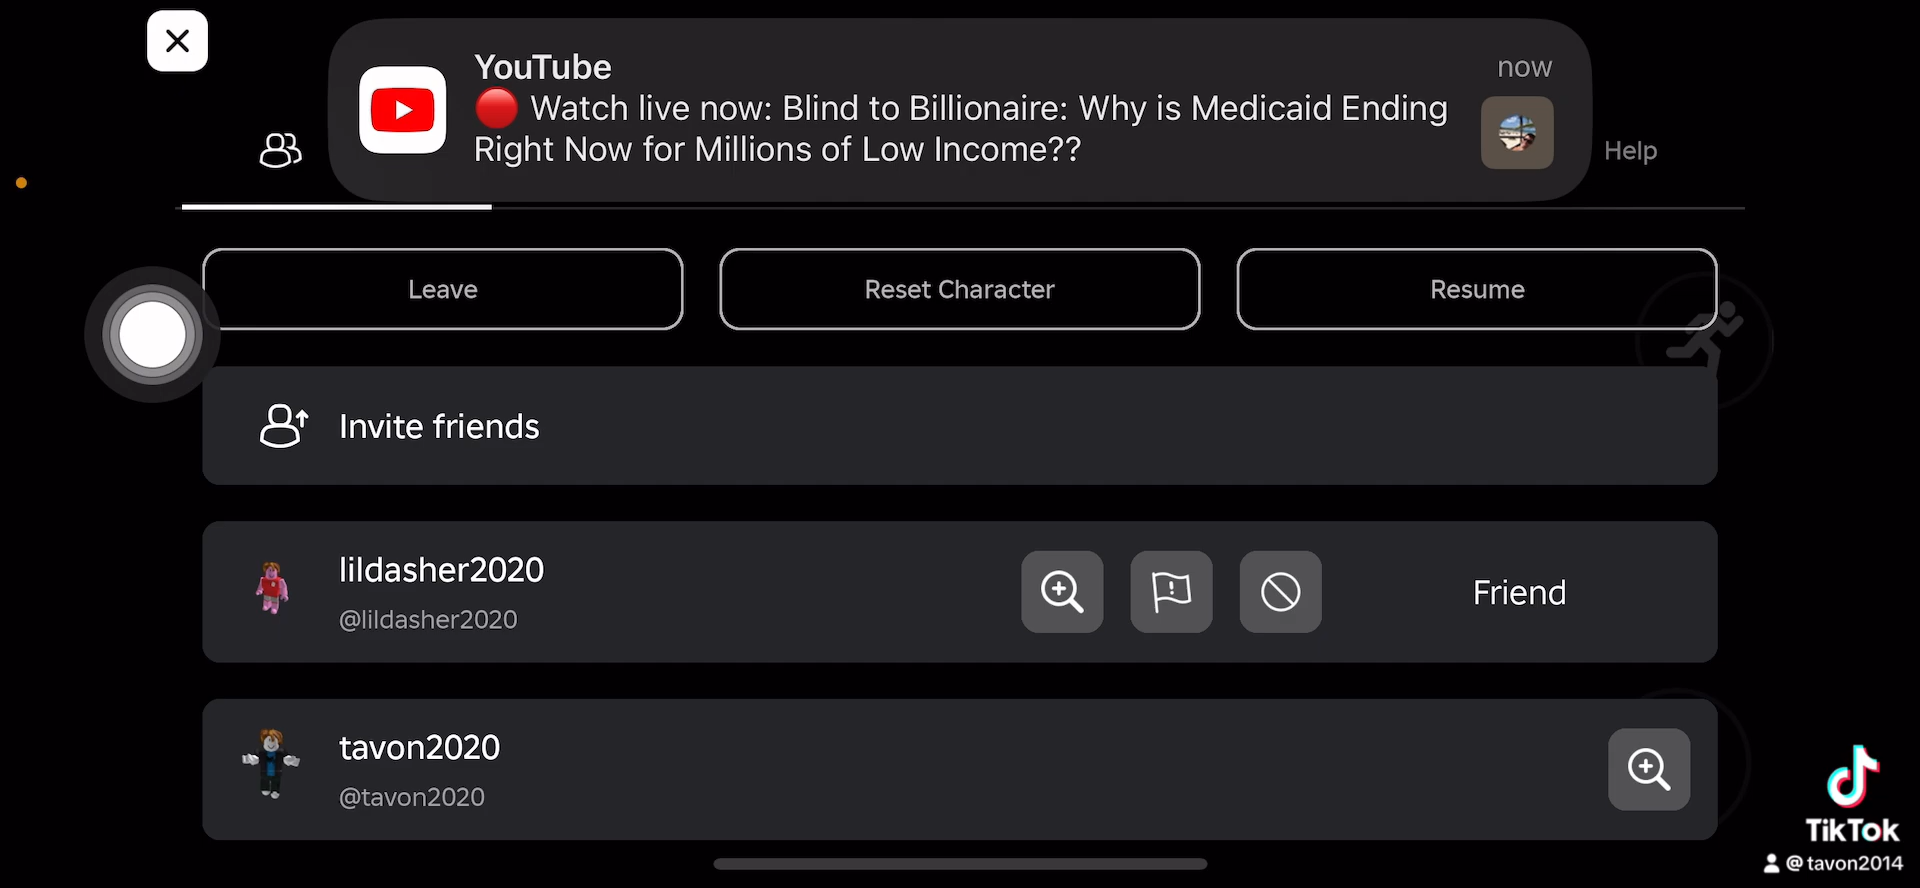 YouTube
now
🔴 Watch live now: Blind to Billionaire: Why is Medicaid Ending
Right Now for Millions of Low Income??
Help
Leave
Reset Character
Resume
Invite friends
lildasher2020
@lildasher2020
Friend
tavon2020
@tavon2020
TikTok
@tavon2014